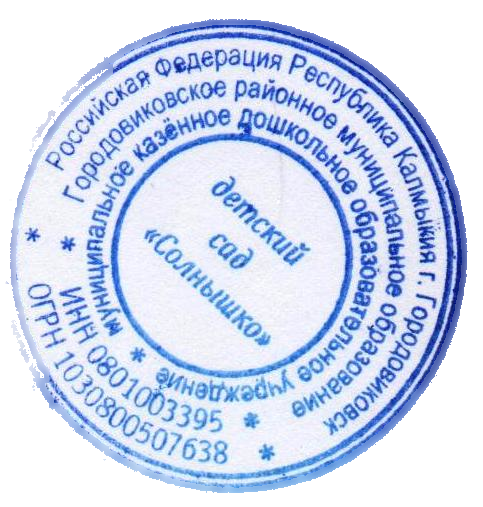 Российская Федерация Республика Калмыкия г. Городовиковск
* ОГРН 1030800507638 *
Городовиковское районное муниципальное образование
* ИНН 0801003395 *
муниципальное казённое дошкольное образовательное учреждение *
детский
сад
«Солнышко»